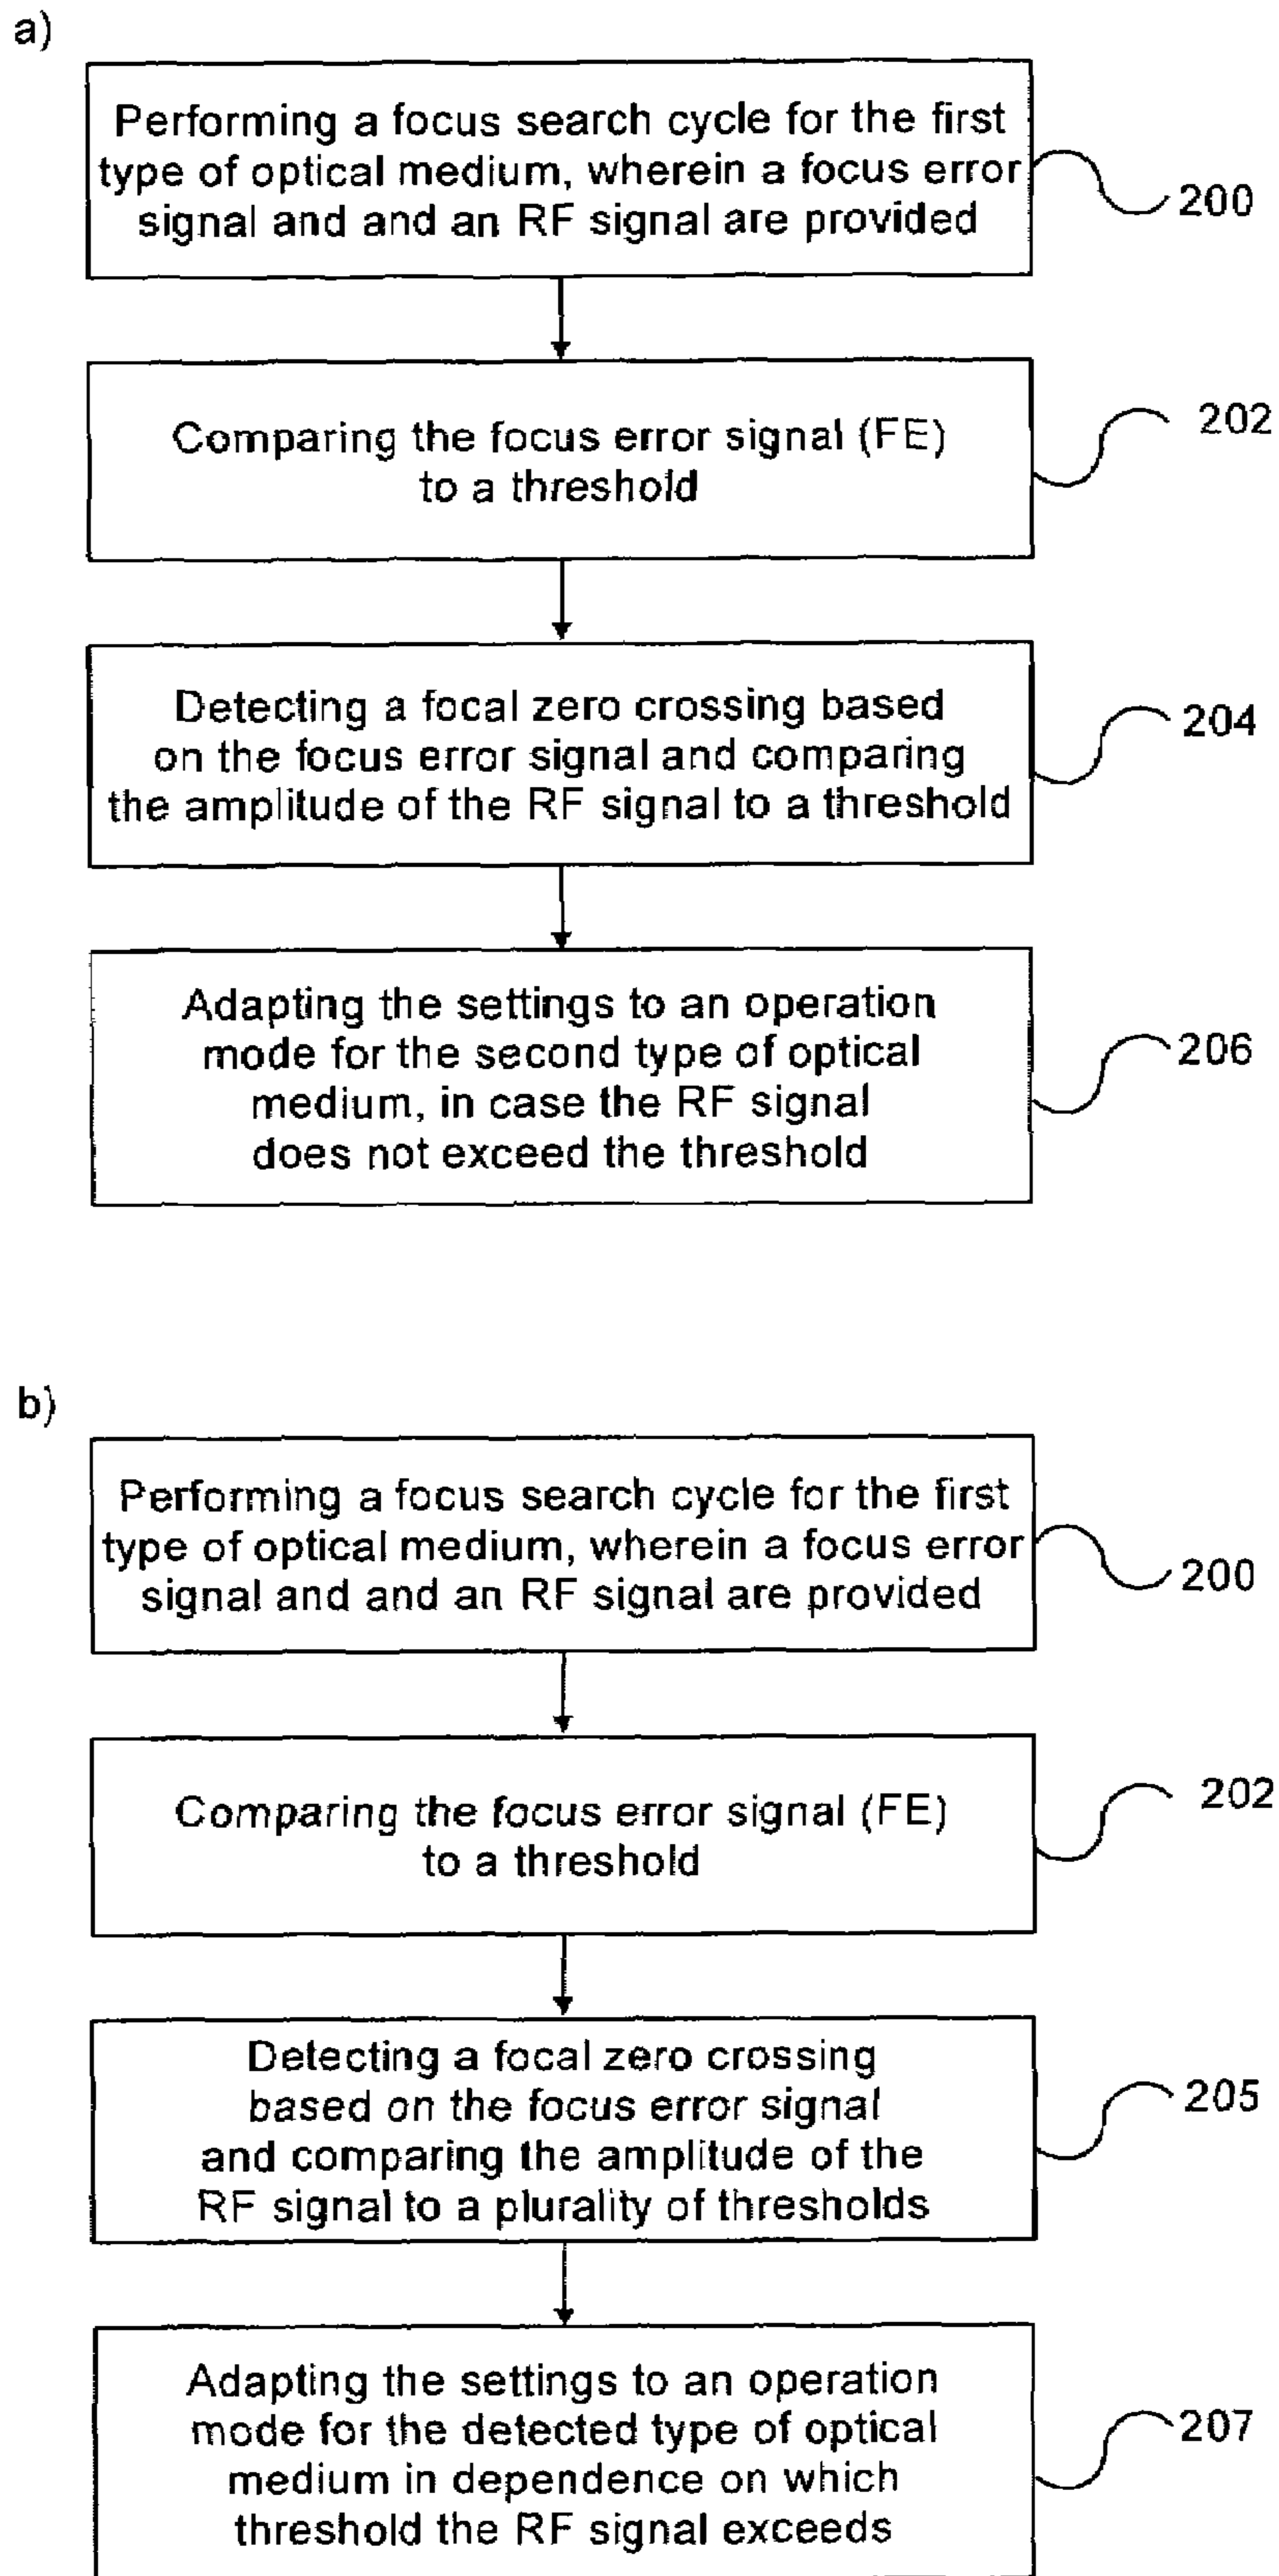 a)
Performing a focus search cycle for the first
type of optical medium, wherein a focus error
signal and and an RF signal are provided
200
Comparing the focus error signal (FE)
to a threshold
202
Detecting a focal zero crossing based
on the focus error signal and comparing
the amplitude of the RF signal to a threshold
204
Adapting the settings to an operation
mode for the second type of optical
medium, in case the RF signal
does not exceed the threshold
206
b)
Performing a focus search cycle for the first
type of optical medium, wherein a focus error
signal and and an RF signal are provided
200
Comparing the focus error signal (FE)
to a threshold
202
Detecting a focal zero crossing
based on the focus error signal
and comparing the amplitude of the
RF signal to a plurality of thresholds
205
Adapting the settings to an operation
mode for the detected type of optical
medium in dependence on which
threshold the RF signal exceeds
207